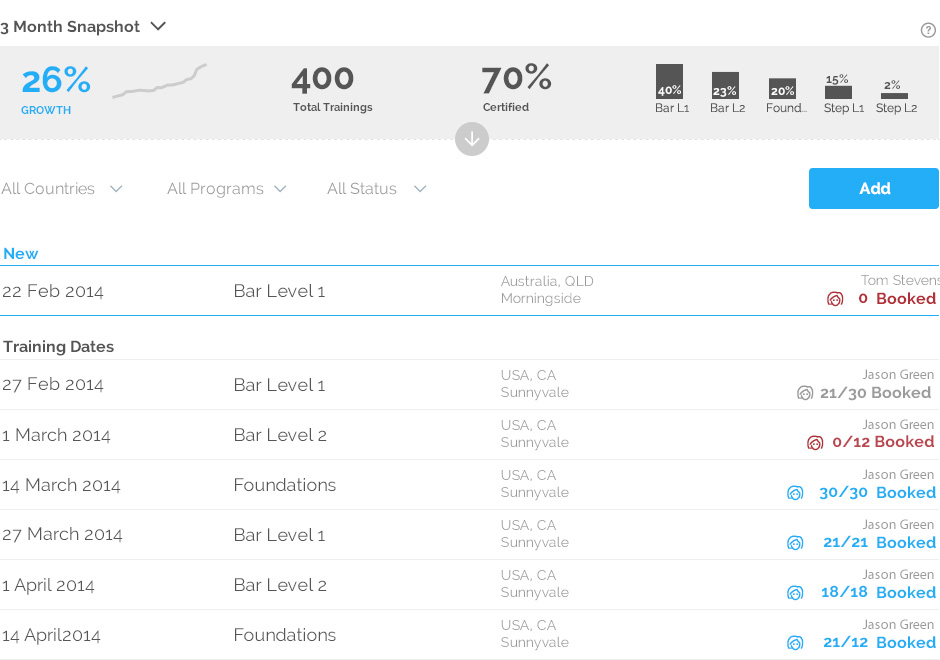 3 Month Snapshot
?
26%
GROWTH
400
Total Trainings
70%
Certified
40%
Bar L1
23%
Bar L2
20%
Found...
15%
Step L1
2%
Step L2
All Countries
All Programs
All Status
Add
New
22 Feb 2014 Bar Level 1 Australia, QLD Tom Stevens
Morningside 0 Booked
Training Dates
27 Feb 2014 Bar Level 1 USA, CA Jason Green
Sunnyvale 21/30 Booked
1 March 2014 Bar Level 2 USA, CA Jason Green
Sunnyvale 0/12 Booked
14 March 2014 Foundations USA, CA Jason Green
Sunnyvale 30/30 Booked
27 March 2014 Bar Level 1 USA, CA Jason Green
Sunnyvale 21/21 Booked
1 April 2014 Bar Level 2 USA, CA Jason Green
Sunnyvale 18/18 Booked
14 April2014 Foundations USA, CA Jason Green
Sunnyvale 21/12 Booked